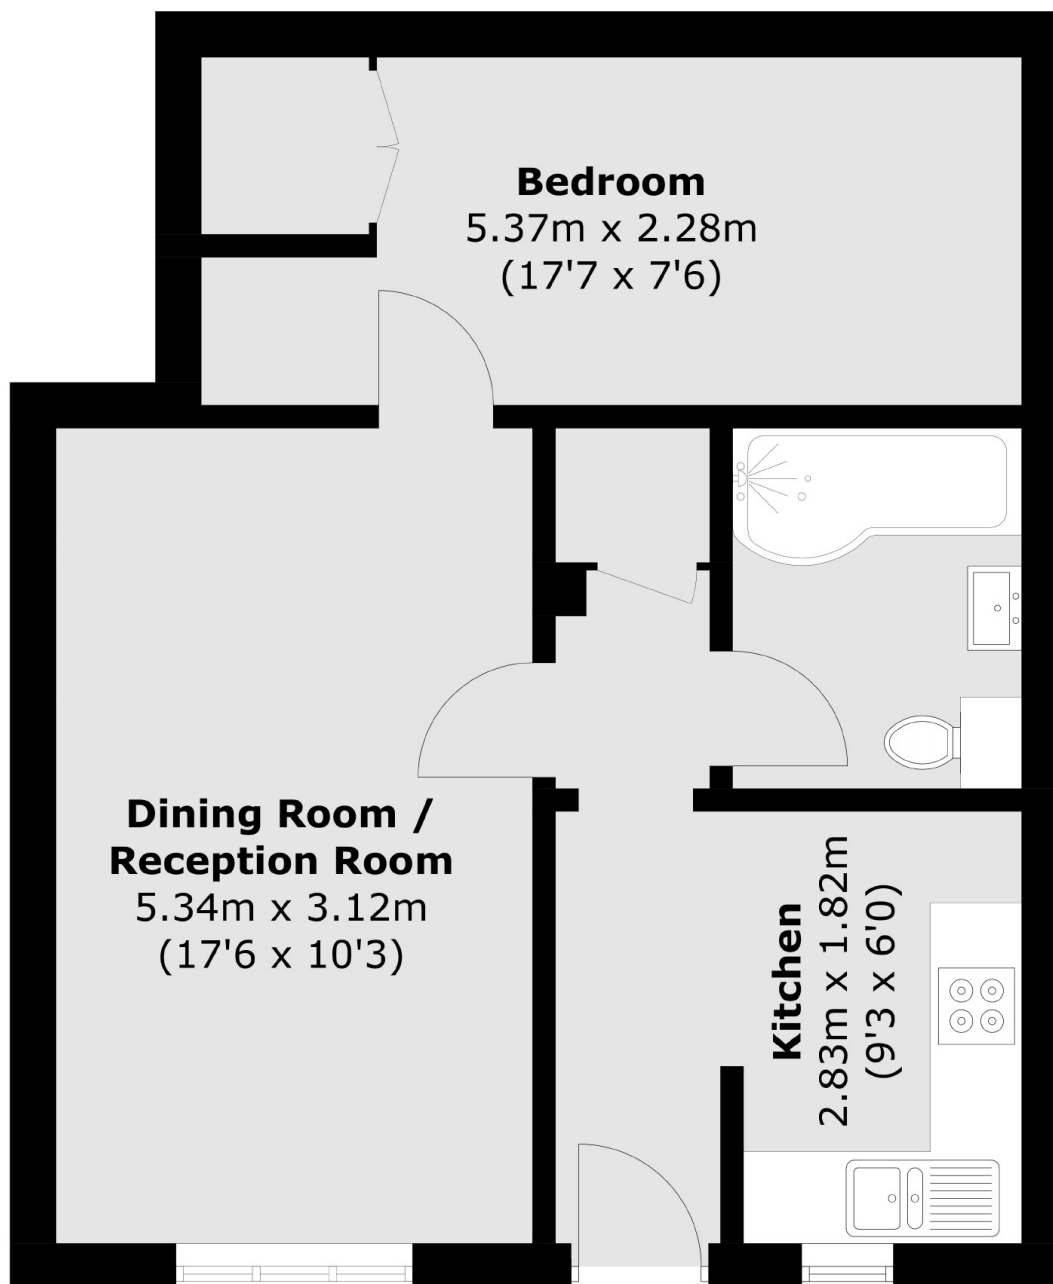 Bedroom
5.37m x 2.28m
(17'7 x 7'6)
Dining Room /
Reception Room
5.34m x 3.12m
(17'6 x 10'3)
Kitchen
2.83m x 1.82m
(9'3 x 6'0)